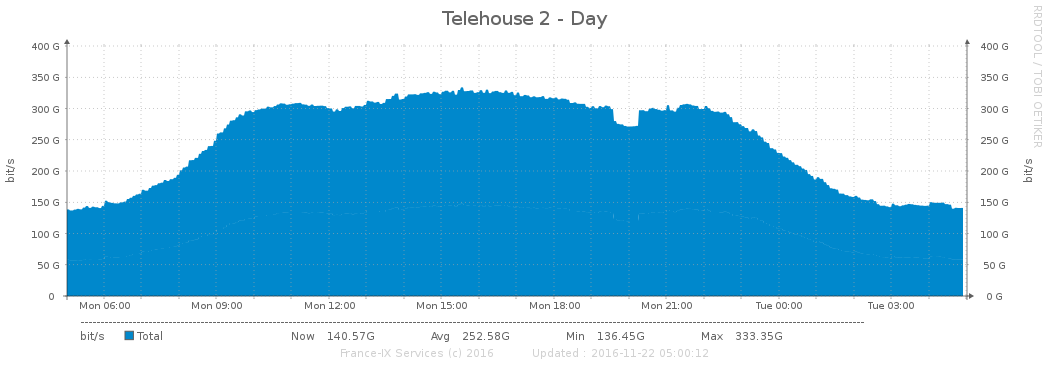 Telehouse 2 - Day
RRDTOOL / TOBI OETIKER
400 G 400 G
350 G 350 G
300 G 300 G
250 G 250 G
200 G 200 G
150 G 150 G
100 G 100 G
50 G 50 G
0 0 G
bit/s bit/s
Mon 06:00 Mon 09:00 Mon 12:00 Mon 15:00 Mon 18:00 Mon 21:00 Tue 00:00 Tue 03:00
bit/s Total Now 140.57G Avg 252.58G Min 136.45G Max 333.35G
France-IX Services (c) 2016 Updated : 2016-11-22 05:00:12